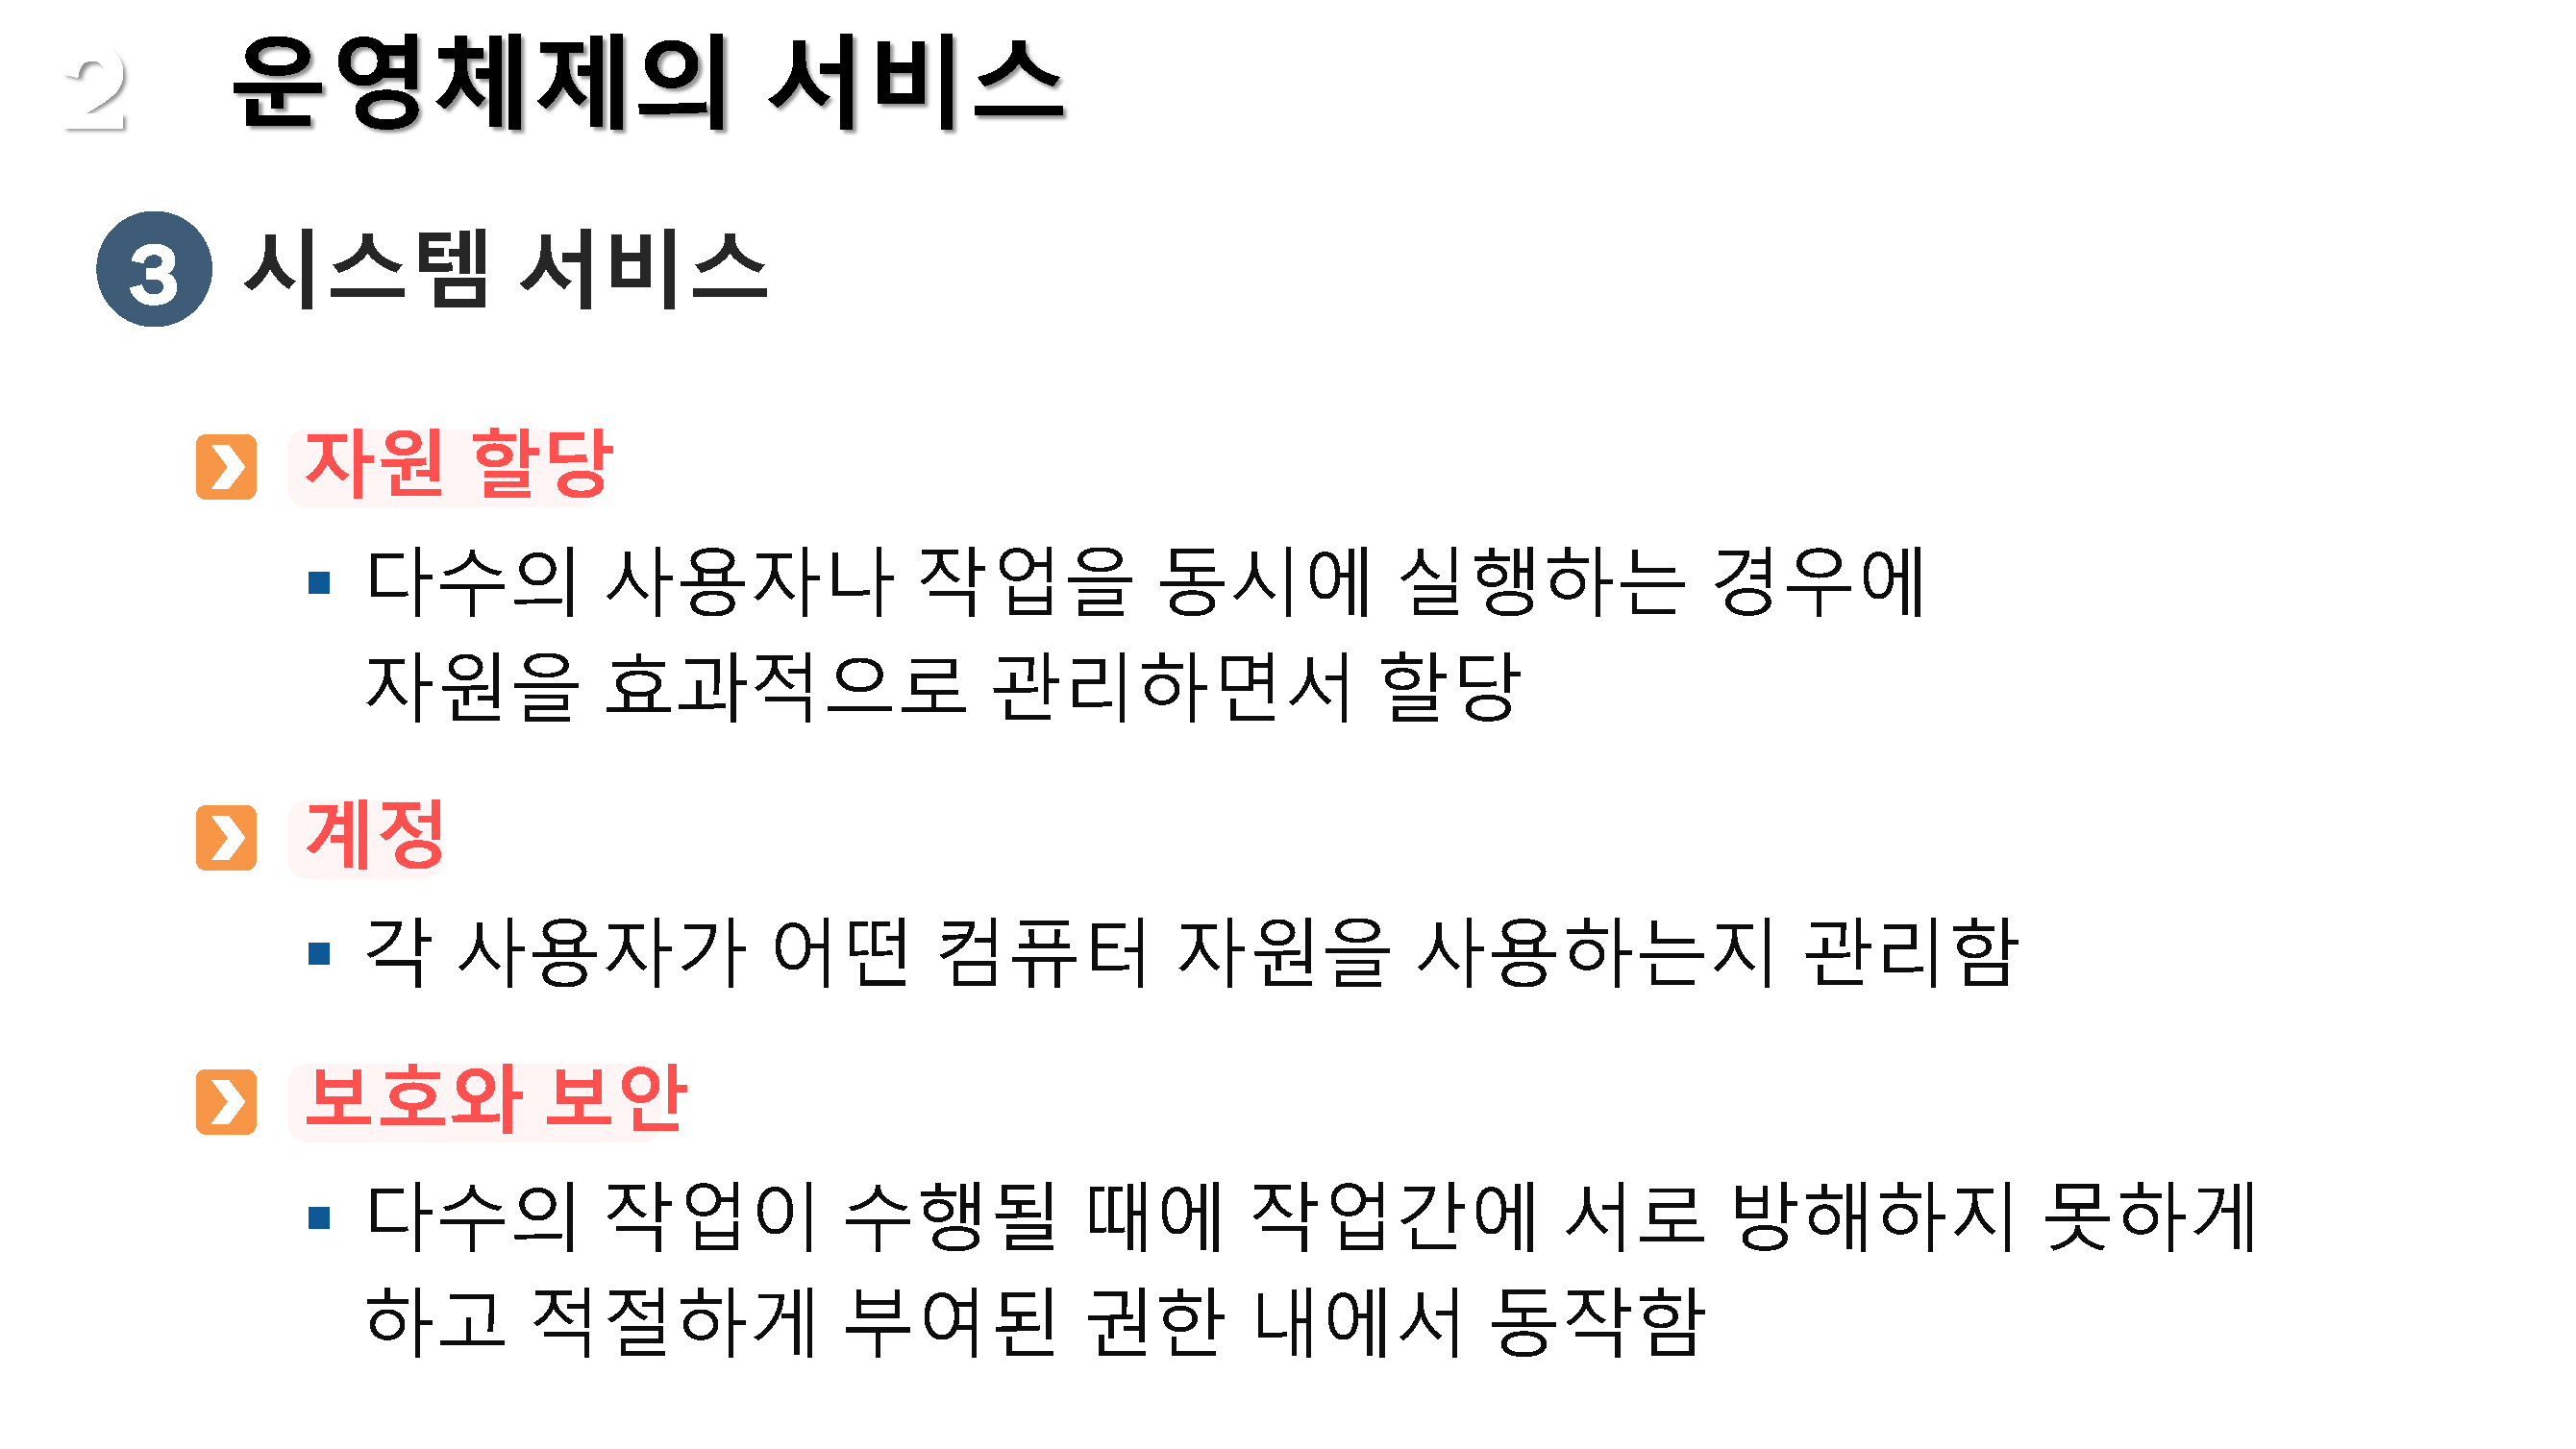 2 운영체제의 서비스
3 시스템 서비스
자원 할당
다수의 사용자나 작업을 동시에 실행하는 경우에
자원을 효과적으로 관리하면서 할당
계정
각 사용자가 어떤 컴퓨터 자원을 사용하는지 관리함
보호와 보안
다수의 작업이 수행될 때에 작업간에 서로 방해하지 못하게
하고 적절하게 부여된 권한 내에서 동작함